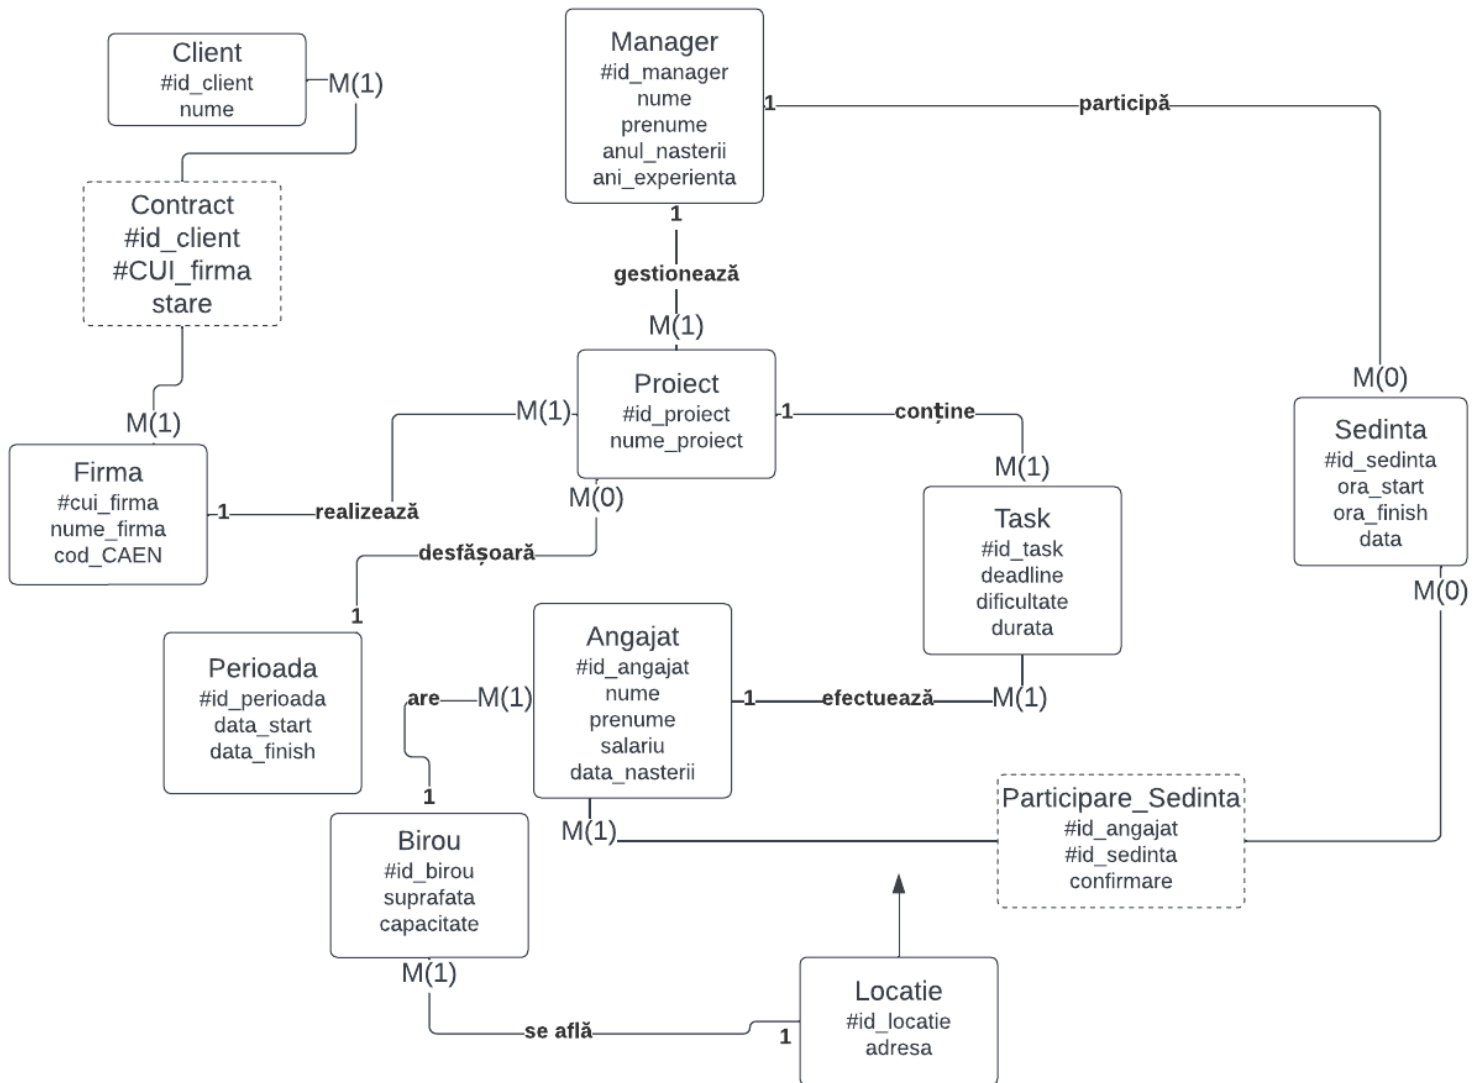 Client
#id_client
nume
M(1)
Contract
#id_client
#CUI_firma
stare
M(1)
Firma
#cui_firma
nume_firma
cod_CAEN
1
realizează
M(1)
Manager
#id_manager
nume
prenume
anul_nasterii
ani_experienta
1
participă
M(0)
1
gestionează
M(1)
Proiect
#id_proiect
nume_proiect
1
conține
M(1)
M(0)
desfășoară
1
Perioada
#id_perioada
data_start
data_finish
Task
#id_task
deadline
dificultate
durata
M(1)
efectuează
1
Sedinta
#id_sedinta
ora_start
ora_finish
data
M(0)
Angajat
#id_angajat
nume
prenume
salariu
data_nasterii
M(1)
are
1
M(1)
Participare_Sedinta
#id_angajat
#id_sedinta
confirmare
Birou
#id_birou
suprafata
capacitate
M(1)
se află
1
Locatie
#id_locatie
adresa